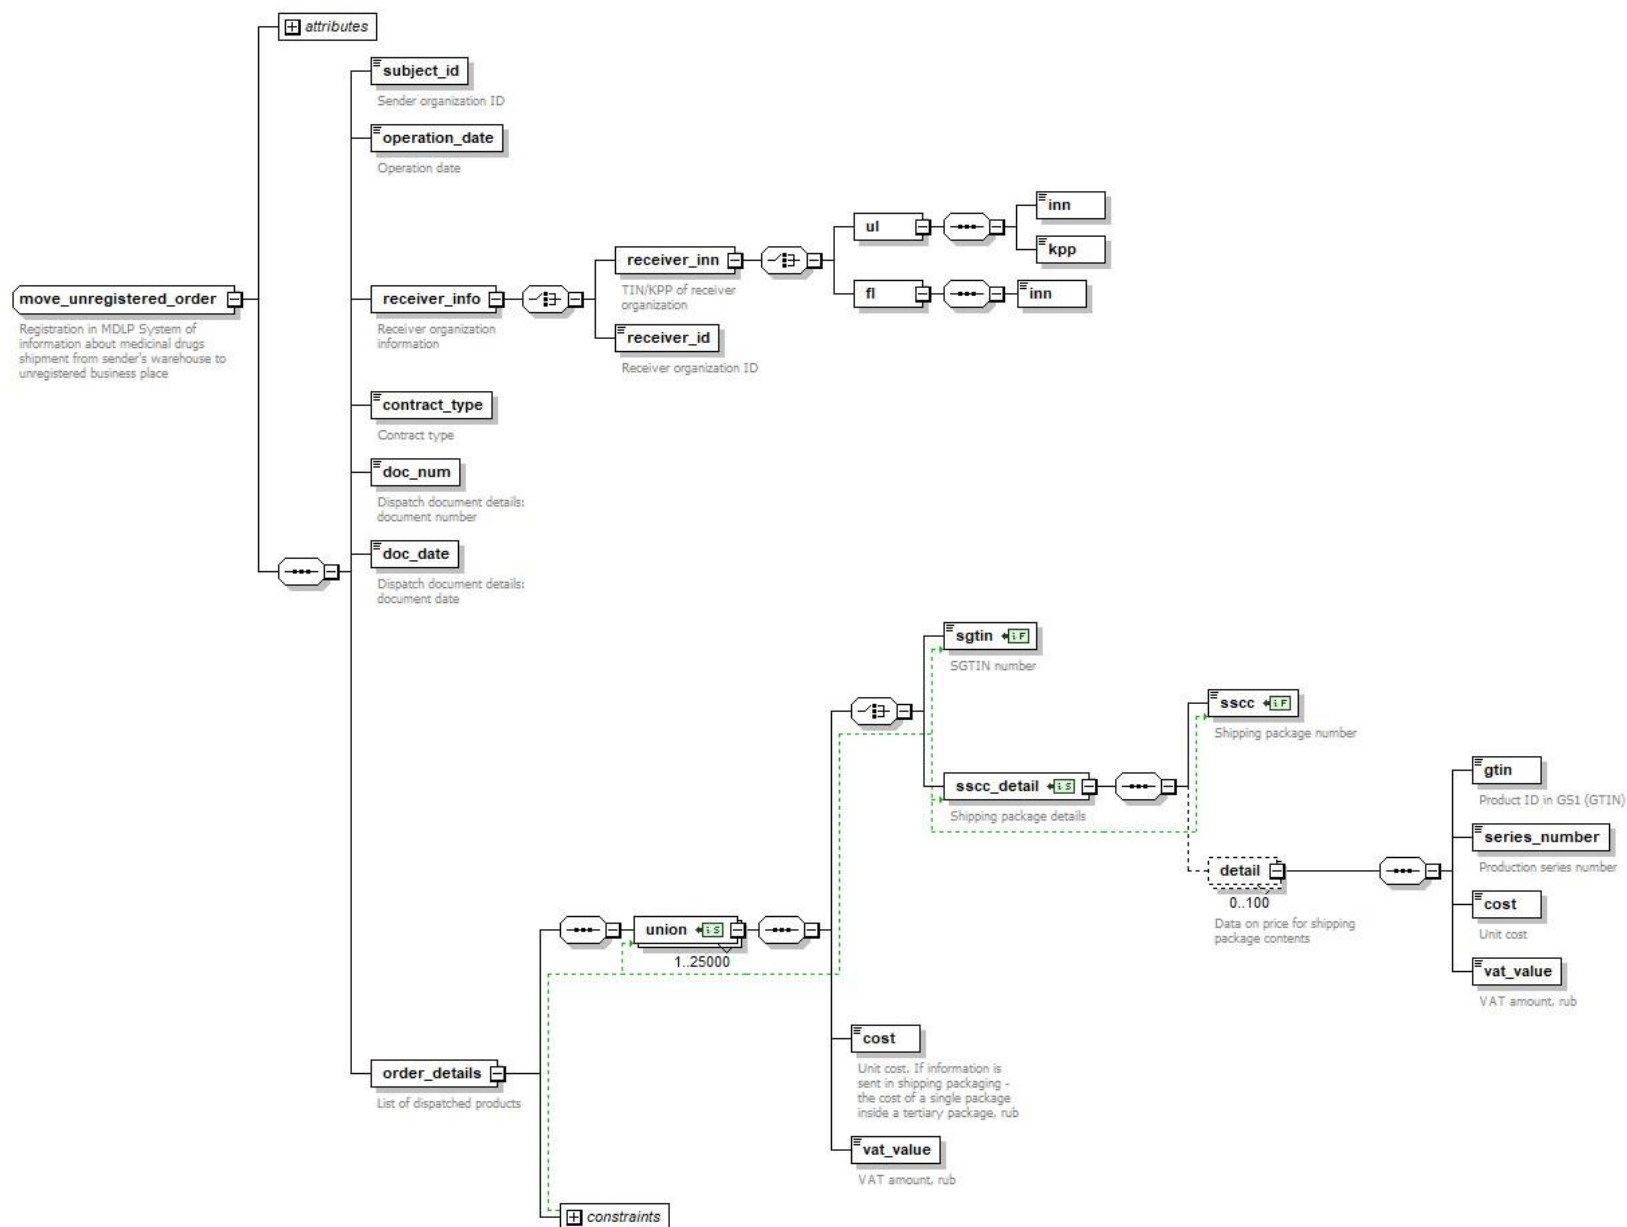 attributes
subject_id
Sender organization ID
operation_date
Operation date
move_unregistered_order
Registration in MDLP System of
information about medicinal drugs
shipment from sender's warehouse to
unregistered business place
receiver_info
Receiver organization
information
receiver_inn
TIN/KPP of receiver
organization
ul
inn
kpp
fl
inn
receiver_id
Receiver organization ID
contract_type
Contract type
doc_num
Dispatch document details:
document number
doc_date
Dispatch document details:
document date
order_details
List of dispatched products
union iS
1..25000
sgtin iF
SGTIN number
sscc_detail iS
Shipping package details
sscc iF
Shipping package number
detail
0..100
Data on price for shipping
package contents
gtin
Product ID in GS1 (GTIN)
series_number
Production series number
cost
Unit cost
vat_value
VAT amount, rub
cost
Unit cost. If information is
sent in shipping packaging -
the cost of a single package
inside a tertiary package, rub
vat_value
VAT amount, rub
constraints